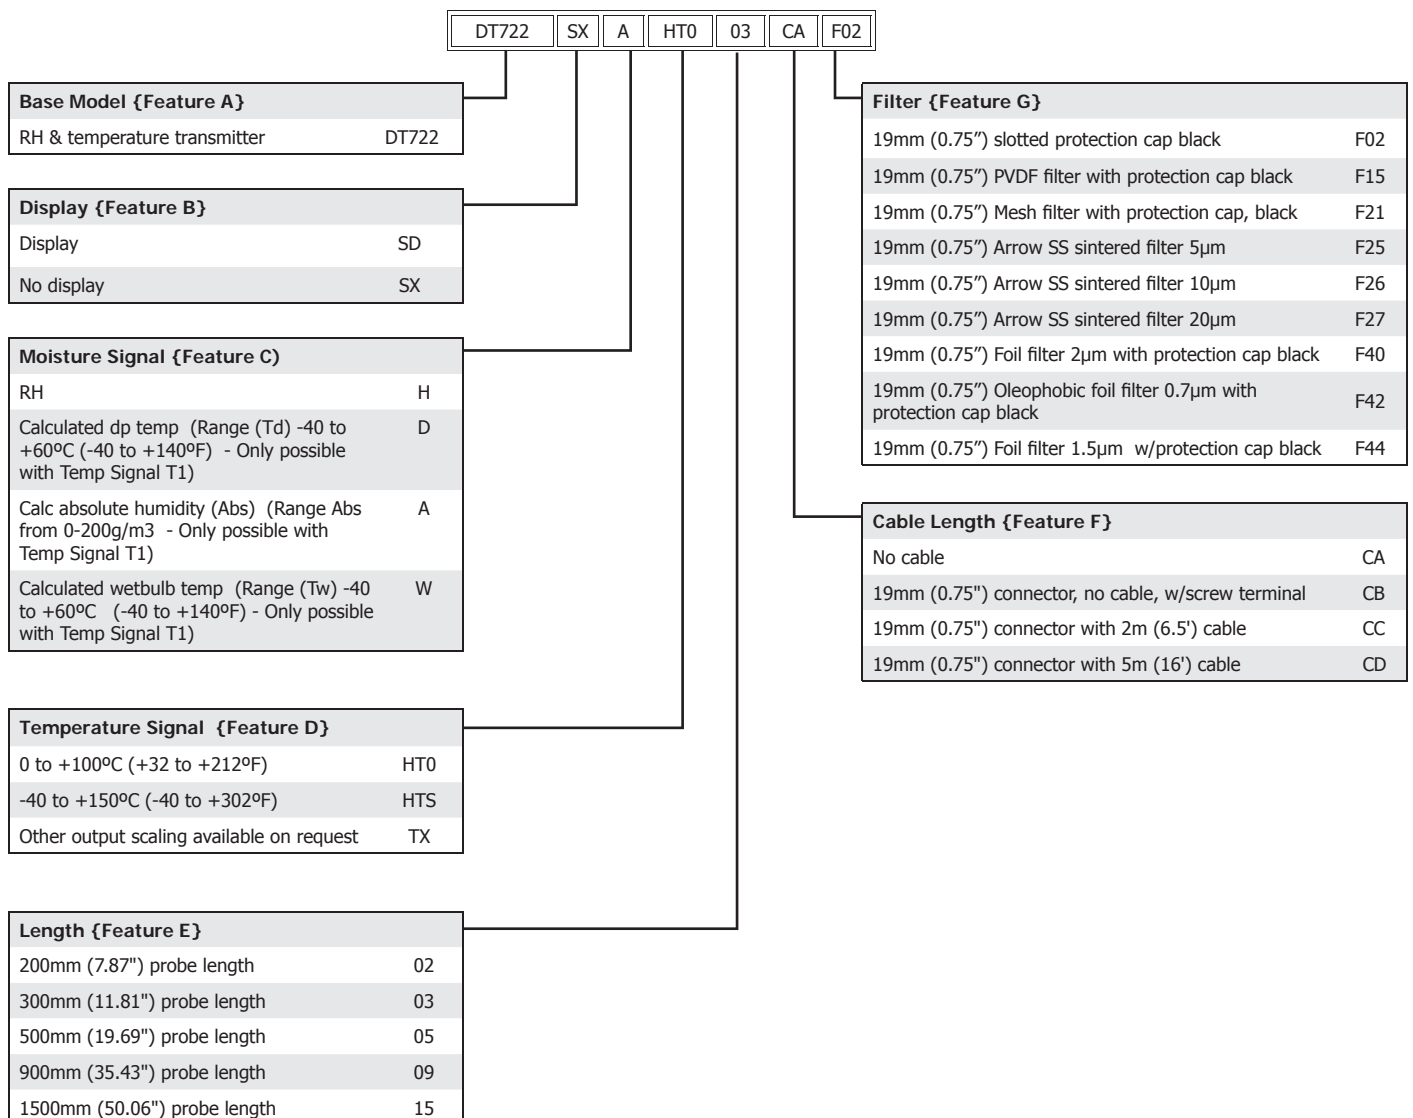 DT722 SX A HT0 03 CA F02
Base Model {Feature A}
RH & temperature transmitter DT722
Display {Feature B}
Display SD
No display SX
Moisture Signal {Feature C)
RH H
Calculated dp temp (Range (Td) -40 to D
+60ºC (-40 to +140ºF) - Only possible
with Temp Signal T1)
Calc absolute humidity (Abs) (Range Abs A
from 0-200g/m3 - Only possible with
Temp Signal T1)
Calculated wetbulb temp (Range (Tw) -40 W
to +60ºC (-40 to +140ºF) - Only possible
with Temp Signal T1)
Temperature Signal {Feature D}
0 to +100ºC (+32 to +212ºF) HT0
-40 to +150ºC (-40 to +302ºF) HTS
Other output scaling available on request TX
Length {Feature E}
200mm (7.87") probe length 02
300mm (11.81") probe length 03
500mm (19.69") probe length 05
900mm (35.43") probe length 09
1500mm (50.06") probe length 15
Filter {Feature G}
19mm (0.75”) slotted protection cap black F02
19mm (0.75”) PVDF filter with protection cap black F15
19mm (0.75”) Mesh filter with protection cap, black F21
19mm (0.75”) Arrow SS sintered filter 5µm F25
19mm (0.75”) Arrow SS sintered filter 10µm F26
19mm (0.75”) Arrow SS sintered filter 20µm F27
19mm (0.75”) Foil filter 2µm with protection cap black F40
19mm (0.75”) Oleophobic foil filter 0.7µm with
protection cap black F42
19mm (0.75”) Foil filter 1.5µm w/protection cap black F44
Cable Length {Feature F}
No cable CA
19mm (0.75") connector, no cable, w/screw terminal CB
19mm (0.75") connector with 2m (6.5') cable CC
19mm (0.75") connector with 5m (16') cable CD